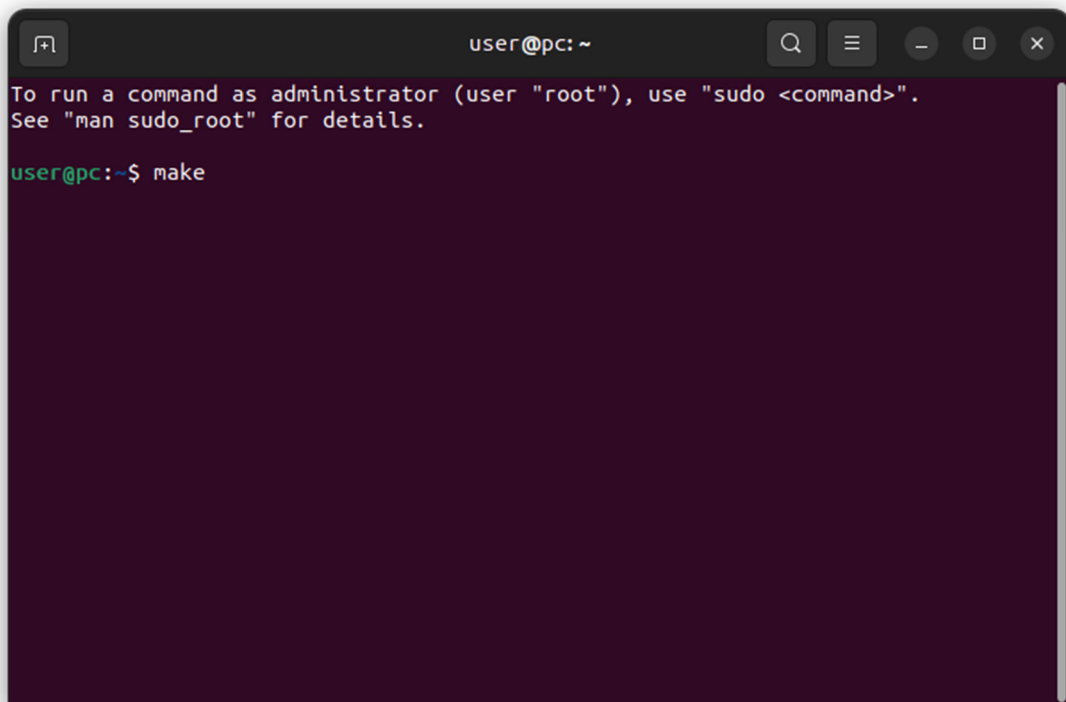 user@pc: ~
To run a command as administrator (user "root"), use "sudo <command>".
See "man sudo_root" for details.
user@pc:~$ make